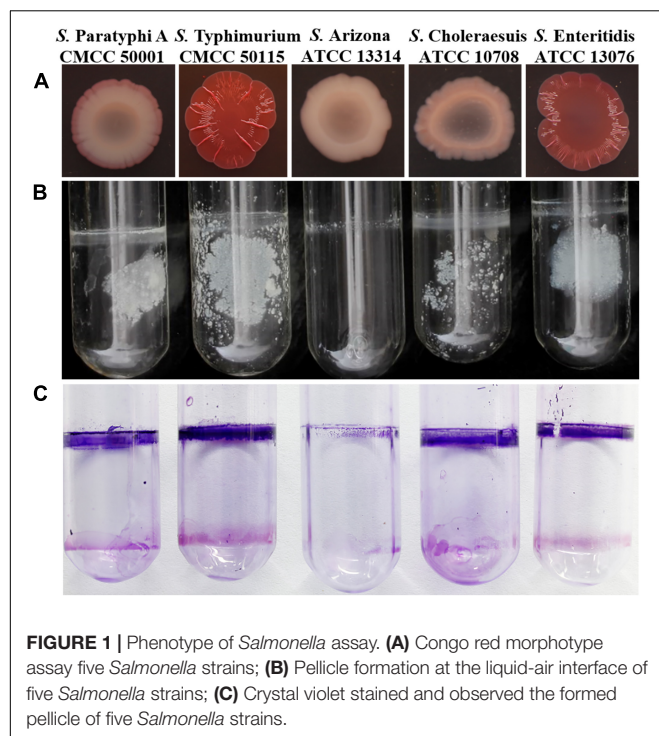 S. Paratyphi A S. Typhimurium S. Arizona S. Choleraesuis S. Enteritidis
CMCC 50001 CMCC 50115 ATCC 13314 ATCC 10708 ATCC 13076
A
B
C
FIGURE 1 | Phenotype of Salmonella assay. (A) Congo red morphotype
assay five Salmonella strains; (B) Pellicle formation at the liquid-air interface of
five Salmonella strains; (C) Crystal violet stained and observed the formed
pellicle of five Salmonella strains.